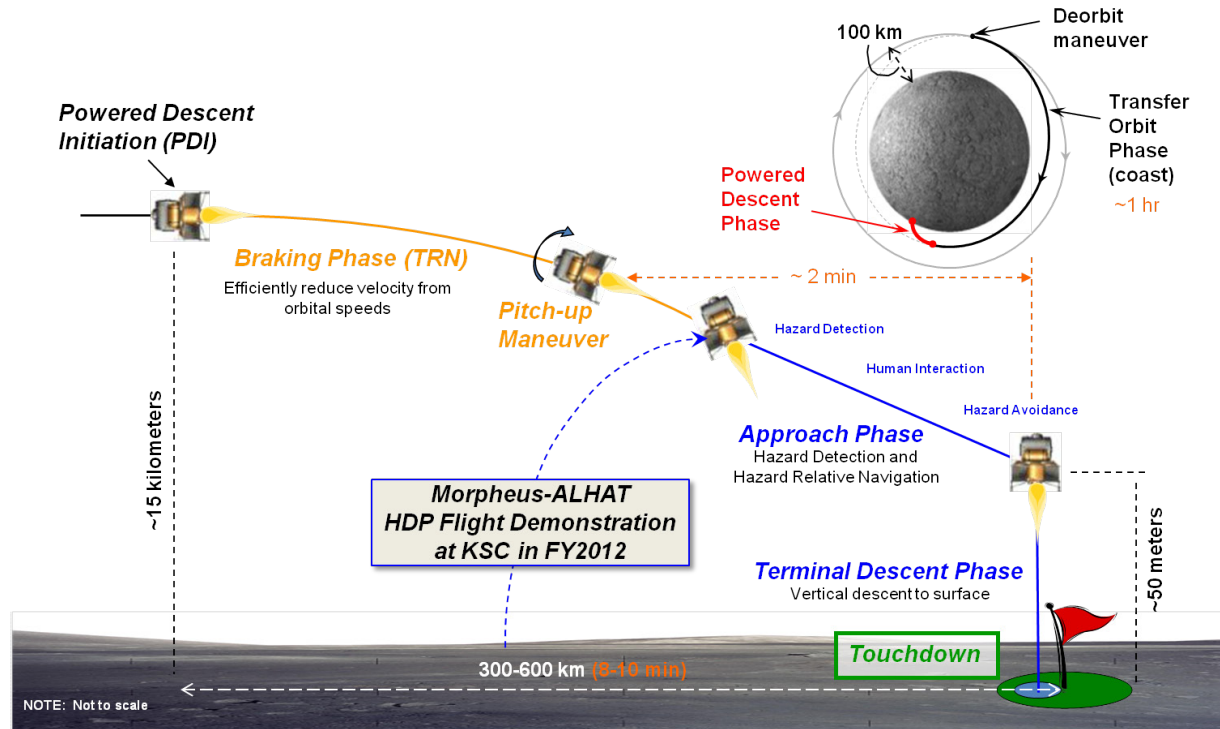 100 km
Deorbit
maneuver
Transfer
Orbit
Phase
(coast)
~1 hr
Powered
Descent
Phase
Powered Descent
Initiation (PDI)
Braking Phase (TRN)
Efficiently reduce velocity from
orbital speeds
Pitch-up
Maneuver
~ 2 min
Hazard Detection
Human Interaction
Hazard Avoidance
Approach Phase
Hazard Detection and
Hazard Relative Navigation
~15 kilometers
Morpheus-ALHAT
HDP Flight Demonstration
at KSC in FY2012
Terminal Descent Phase
Vertical descent to surface
~50 meters
Touchdown
300-600 km (8-10 min)
NOTE: Not to scale